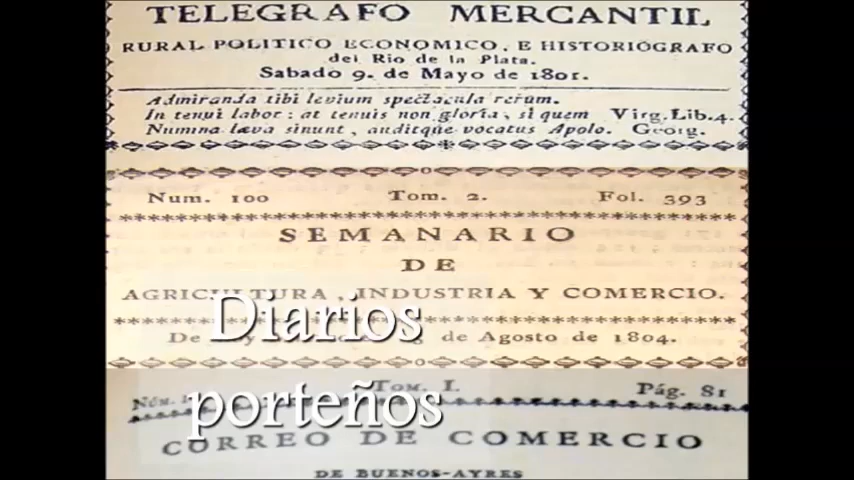 TELEGRAFO MERCANTIL
RURAL POLITICO ECONOMICO, E HISTORIOGRAFO
del Rio de la Plata.
Sabado 9. de Mayo de 1801.
Admiranda tibi levium spectacula rerum.
In tenui labor: at tenuis non gloria, si quem Virg. Lib. 4.
Numina læva sinunt, auditque vocatus Apolo. Georg.
Num. 100 Tom. 2. Fol. 393
SEMANARIO
DE
AGRICULTURA, INDUSTRIA Y COMERCIO.
de Agosto de 1804.
Diarios
porteños
Tom. I. Pág. 81
CORREO DE COMERCIO
DE BUENOS-AYRES